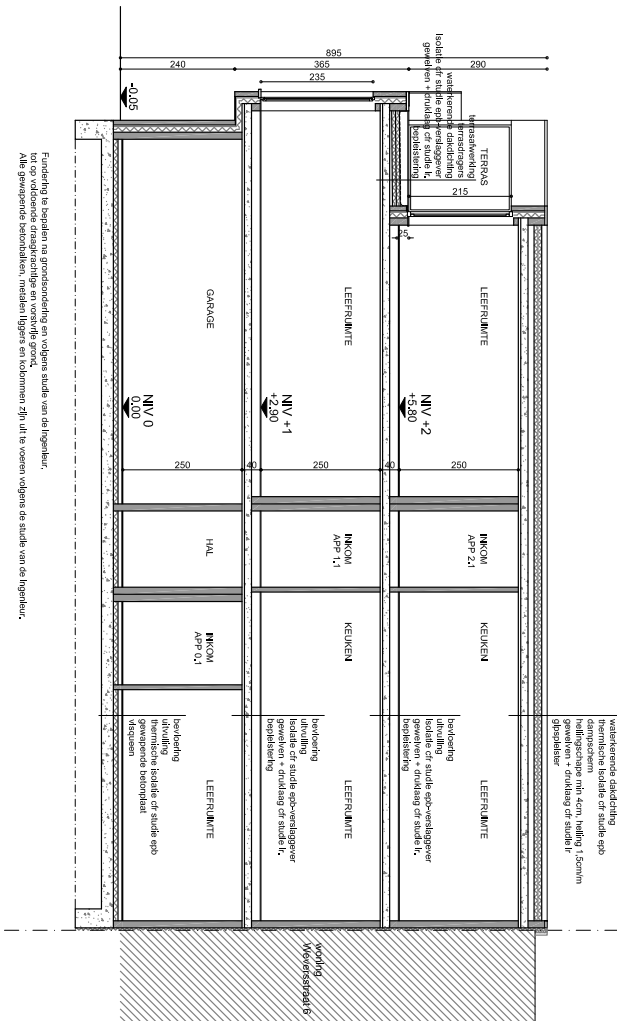 895
240
365
290
235
-0.05
terrasafwerking
terrasdragers
waterkerende dakdichting
Isolatie cfr studie epb-verslaggever
gewelven + druklaag cfr studie Ir.
bepleistering
TERRAS
215
25
GARAGE
LEEFRUIMTE
LEEFRUIMTE
NIV 0
0.00
NIV +1
+2.90
NIV +2
+5.80
250
40
250
40
250
HAL
INKOM
APP 1.1
INKOM
APP 2.1
INKOM
APP 0.1
KEUKEN
KEUKEN
LEEFRUIMTE
LEEFRUIMTE
LEEFRUIMTE
waterkerende dakdichting
thermische Isolatie cfr studie epb
dampscherm
hellingschape min 4cm, helling 1,5cm/m
gewelven + druklaag cfr studie Ir
gipspleister
bevloering
uitvulling
Isolatie cfr studie epb-verslaggever
gewelven + druklaag cfr studie Ir.
bepleistering
bevloering
uitvulling
Isolatie cfr studie epb-verslaggever
gewelven + druklaag cfr studie Ir.
bepleistering
bevloering
uitvulling
thermische Isolatie cfr studie epb
gewapende betonplaat
visqueen
woning
Weversstraat 6
Fundering te bepalen na grondsondering en volgens studie van de Ingenieur,
tot op voldoende draagkrachtige en vorstvrije grond.
Alle gewapende betonbalken, metalen liggers en kolommen zijn uit te voeren volgens de studie van de Ingenieur.